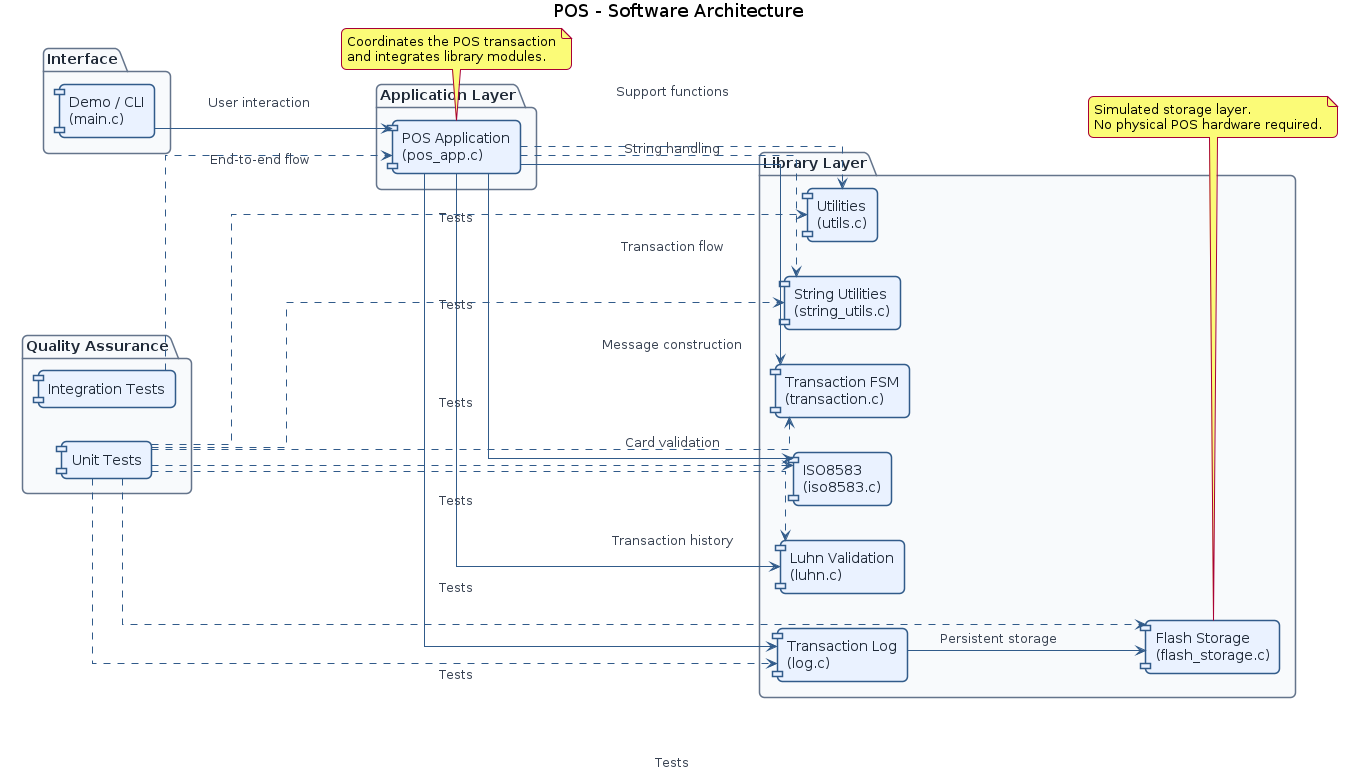 POS - Software Architecture
Coordinates the POS transaction
and integrates library modules.
Interface
Demo / CLI
(main.c)
User interaction
Application Layer
POS Application
(pos_app.c)
Support functions
Simulated storage layer.
No physical POS hardware required.
End-to-end flow
String handling
Library Layer
Utilities
(utils.c)
Tests
Transaction flow
String Utilities
(string_utils.c)
Tests
Quality Assurance
Integration Tests
Unit Tests
Message construction
Transaction FSM
(transaction.c)
Tests
Card validation
ISO8583
(iso8583.c)
Tests
Transaction history
Luhn Validation
(luhn.c)
Tests
Transaction Log
(log.c)
Persistent storage
Flash Storage
(flash_storage.c)
Tests
Tests